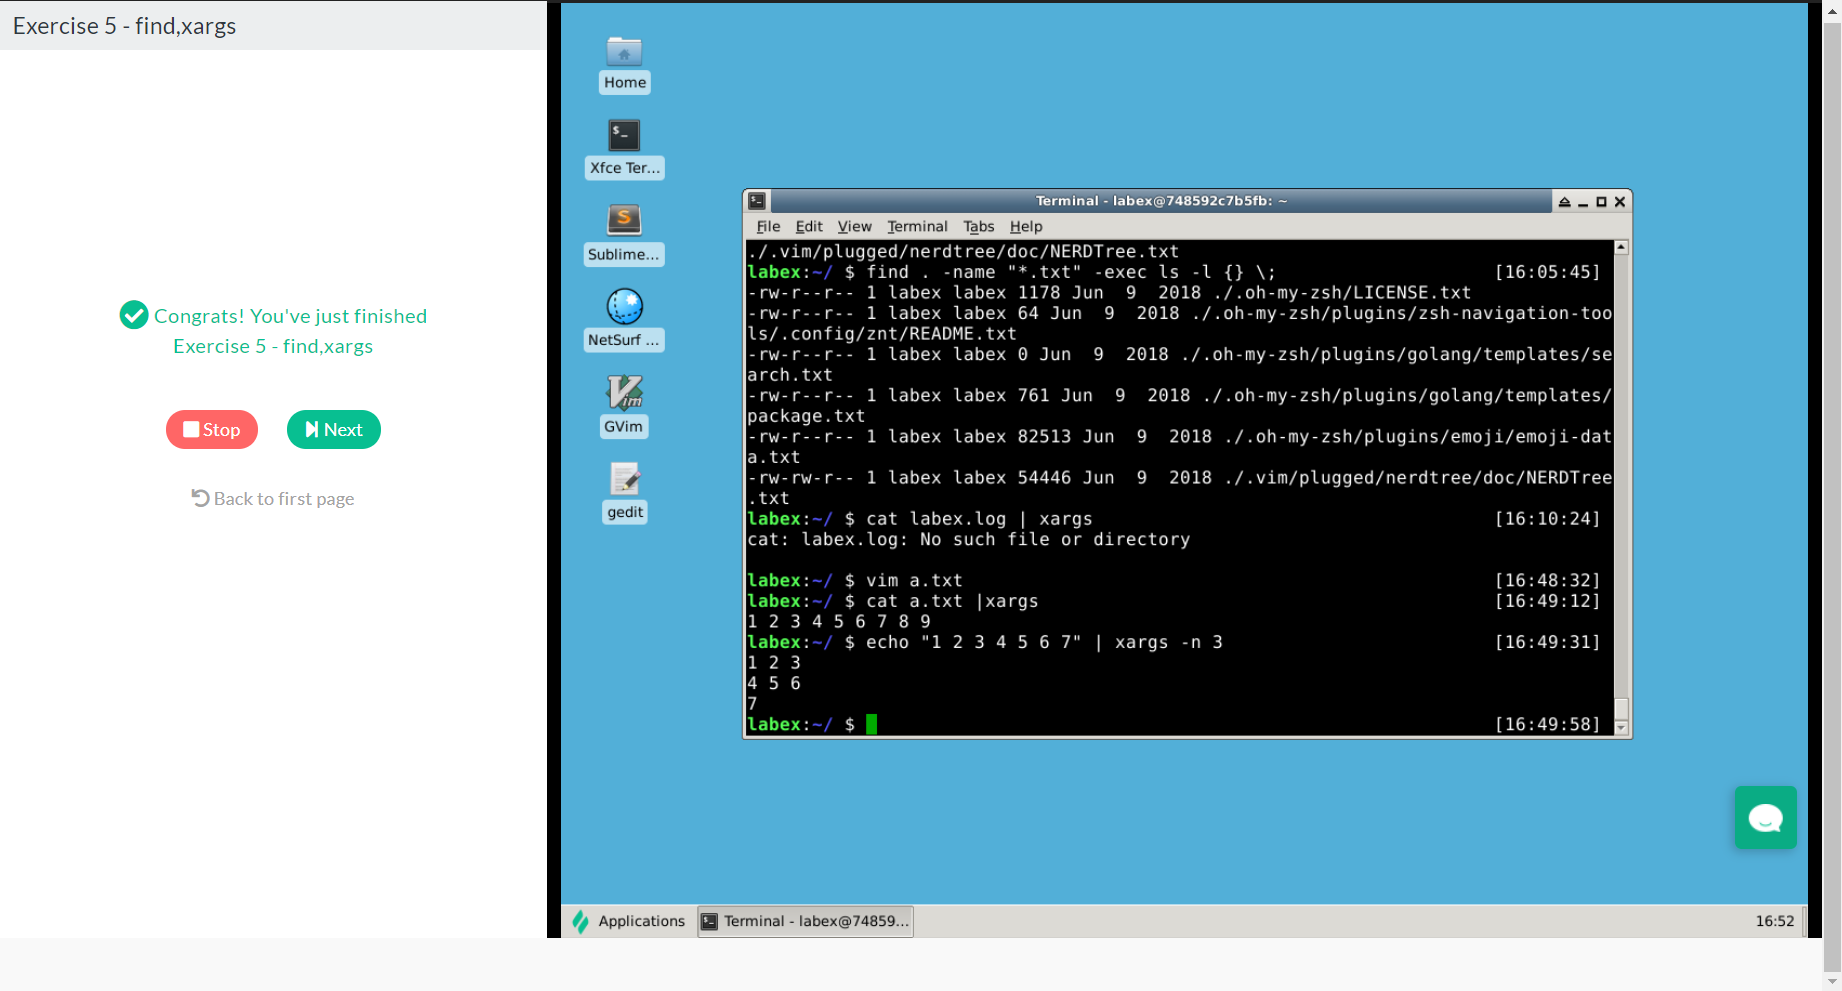 Exercise 5 - find,xargs
Congrats! You've just finished
Exercise 5 - find,xargs
Stop
Next
Back to first page
Home
Xfce Ter...
Sublime...
NetSurf ...
GVim
gedit
Terminal - labex@748592c7b5fb: ~
File Edit View Terminal Tabs Help
./.vim/plugged/nerdtree/doc/NERDTree.txt
labex:~/ $ find . -name "*.txt" -exec ls -l {} \; [16:05:45]
-rw-r--r-- 1 labex labex 1178 Jun  9  2018 ./.oh-my-zsh/LICENSE.txt
-rw-r--r-- 1 labex labex 64 Jun  9  2018 ./.oh-my-zsh/plugins/zsh-navigation-too
ls/.config/znt/README.txt
-rw-r--r-- 1 labex labex 0 Jun  9  2018 ./.oh-my-zsh/plugins/golang/templates/se
arch.txt
-rw-r--r-- 1 labex labex 761 Jun  9  2018 ./.oh-my-zsh/plugins/golang/templates/
package.txt
-rw-r--r-- 1 labex labex 82513 Jun  9  2018 ./.oh-my-zsh/plugins/emoji/emoji-dat
a.txt
-rw-rw-r-- 1 labex labex 54446 Jun  9  2018 ./.vim/plugged/nerdtree/doc/NERDTree
.txt
labex:~/ $ cat labex.log | xargs [16:10:24]
cat: labex.log: No such file or directory
labex:~/ $ vim a.txt [16:48:32]
labex:~/ $ cat a.txt |xargs [16:49:12]
1 2 3 4 5 6 7 8 9
labex:~/ $ echo "1 2 3 4 5 6 7" | xargs -n 3 [16:49:31]
1 2 3
4 5 6
7
labex:~/ $ [16:49:58]
Applications
Terminal - labex@74859...
16:52